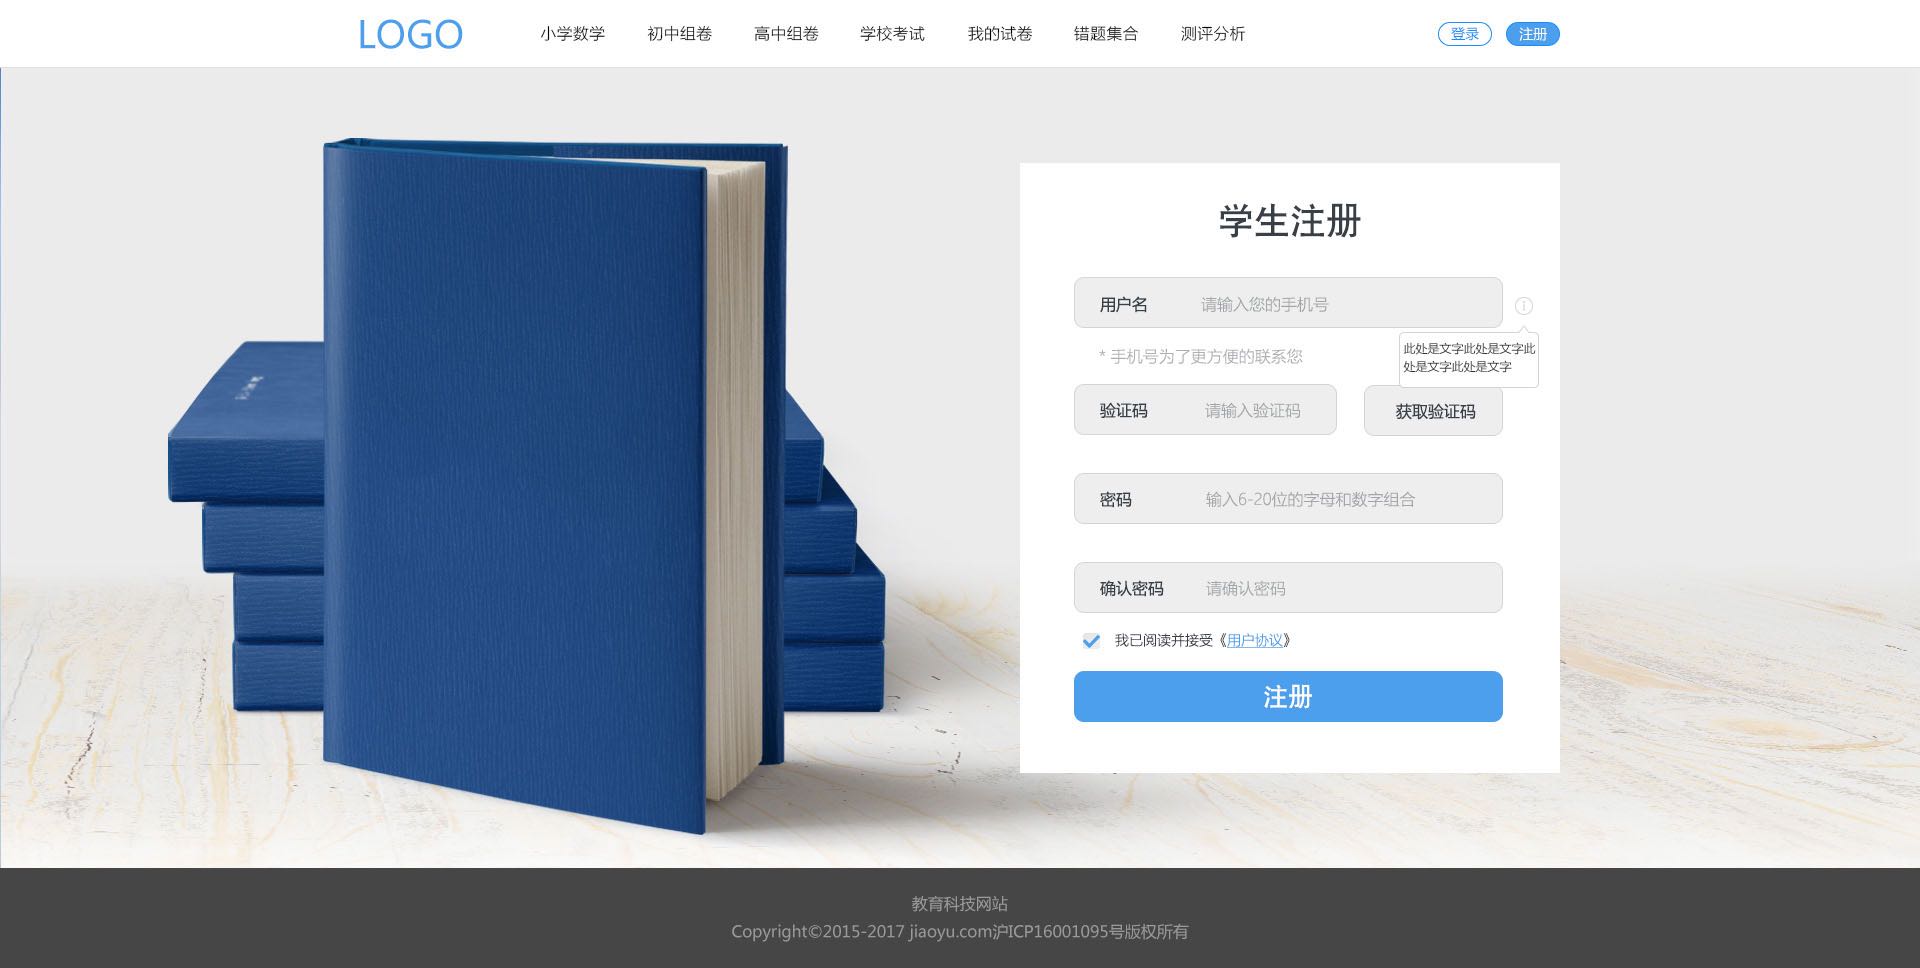 LOGO
小学数学
初中组卷
高中组卷
学校考试
我的试卷
错题集合
测评分析
登录
注册
学生注册
用户名 请输入您的手机号
* 手机号为了更方便的联系您
此处是文字此处是文字此
处是文字此处是文字
验证码 请输入验证码
获取验证码
密码 输入6-20位的字母和数字组合
确认密码 请确认密码
我已阅读并接受《用户协议》
注册
教育科技网站
Copyright©2015-2017 jiaoyu.com沪ICP16001095号版权所有